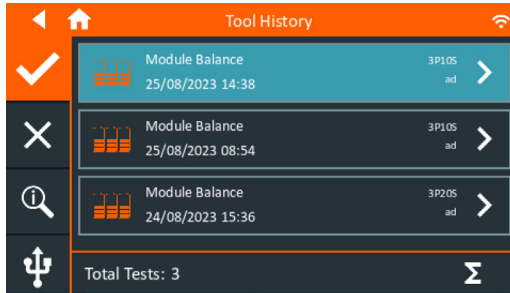 Tool History
Module Balance 3P10S
25/08/2023 14:38 ad
Module Balance 3P10S
25/08/2023 08:54 ad
Module Balance 3P20S
24/08/2023 15:36 ad
Total Tests: 3 Σ